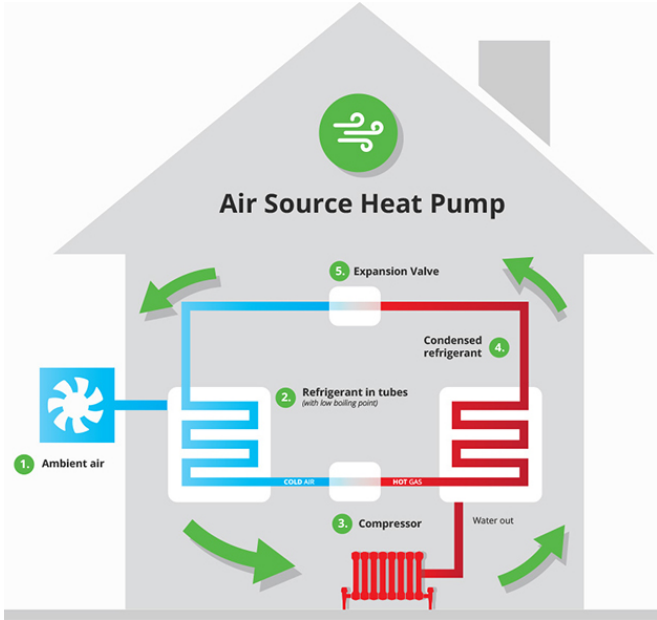 Air Source Heat Pump
5. Expansion Valve
Condensed
refrigerant 4.
2. Refrigerant in tubes
(with low boiling point)
1. Ambient air
COLD AIR
HOT GAS
3. Compressor
Water out